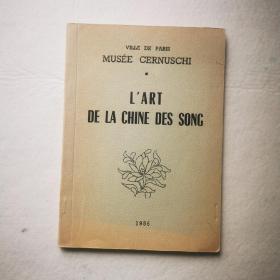 VILLE DE PARIS
MUSÉE CERNUSCHI
L'ART
DE LA CHINE DES SONG
1956